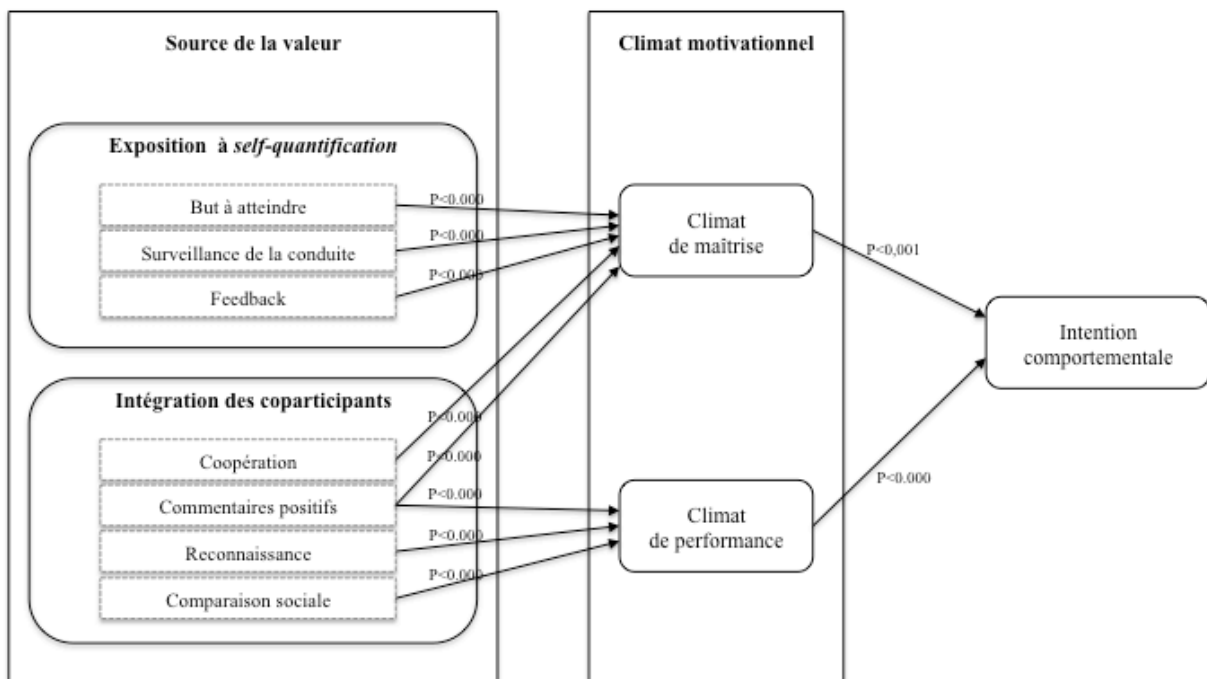 Source de la valeur
Climat motivationnel
Exposition à self-quantification
But à atteindre
Surveillance de la conduite
Feedback
P<0.000
P<0.000
P<0.000
Climat
de maîtrise
P<0,001
Intention
comportementale
Intégration des coparticipants
Coopération
Commentaires positifs
Reconnaissance
Comparaison sociale
P<0.000
P<0.000
P<0.000
P<0.000
P<0.000
Climat
de performance
P<0.000